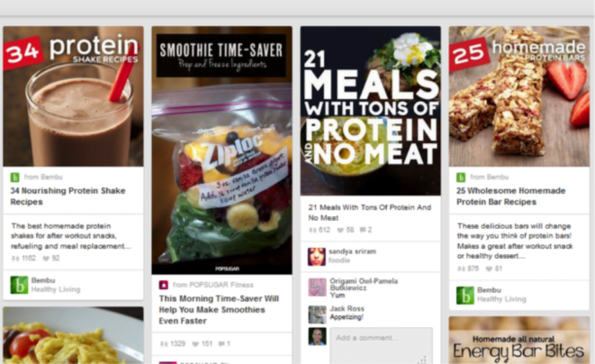 34 protein
SHAKE RECIPES
from Bembu
34 Nourishing Protein Shake
Recipes
The best homemade protein
shakes for after workout snacks,
refueling and meal replacement...
1162 92
Bembu
Healthy Living
SMOOTHIE TIME-SAVER
Prep and Freeze Ingredients
Ziploc
POPSUGAR
from POPSUGAR Fitness
This Morning Time-Saver Will
Help You Make Smoothies
Even Faster
1329 151 1
21
MEALS
WITH TONS OF
PROTEIN
AND NO MEAT
21 Meals With Tons Of Protein And
No Meat
612 58 2
sandya sriram
foodie
Origami Owl-Pamela
Butkiewicz
Yum
Jack Ross
Appetizing!
Add a comment...
25 homemade
PROTEIN BARS
from Bembu
25 Wholesome Homemade
Protein Bar Recipes
These delicious bars will change
the way you think of protein bars!
Makes a great after workout snack
or healthy dessert...
875 81
Bembu
Healthy Living
Homemade all natural
Energy Bar Bites